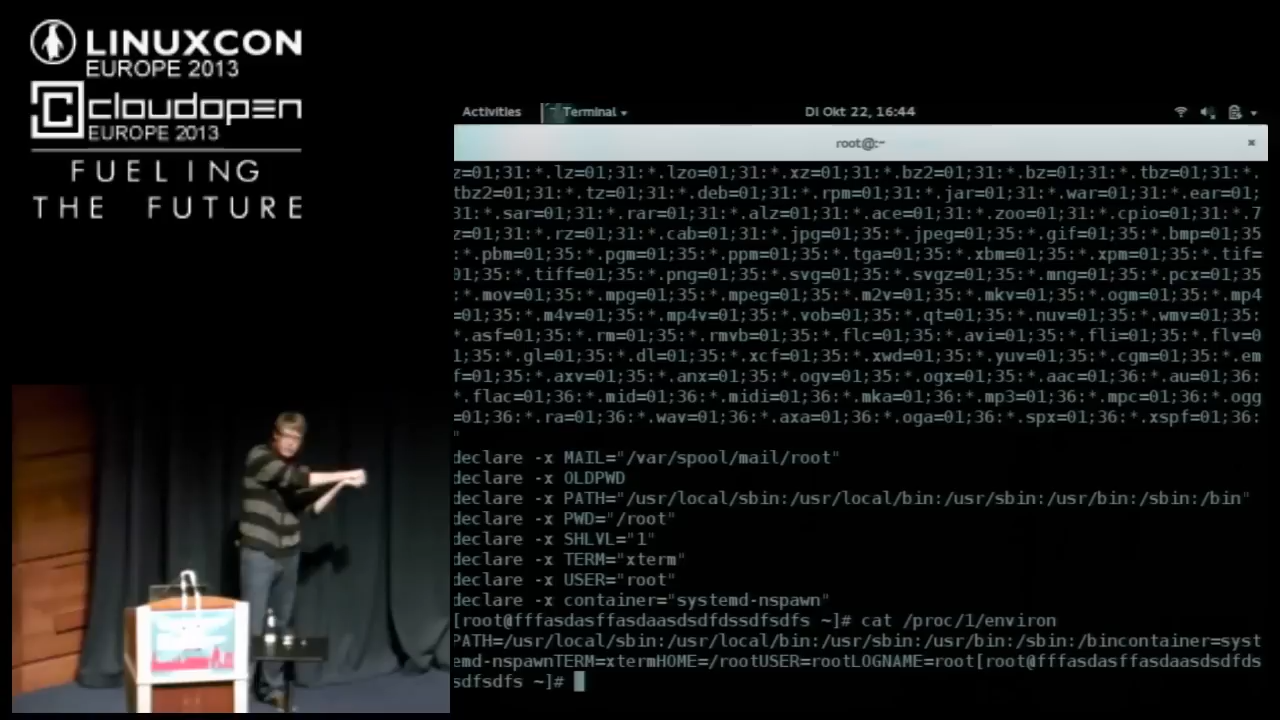 LINUXCON
EUROPE 2013
cloudopen
EUROPE 2013
FUELING
THE FUTURE
Activities Terminal Di Okt 22, 16:44
root@:~
z=01;31:*.lz=01;31:*.lzo=01;31:*.xz=01;31:*.bz2=01;31:*.bz=01;31:*.tbz=01;31:*.
tbz2=01;31:*.tz=01;31:*.deb=01;31:*.rpm=01;31:*.jar=01;31:*.war=01;31:*.ear=01;
31:*.sar=01;31:*.rar=01;31:*.alz=01;31:*.ace=01;31:*.zoo=01;31:*.cpio=01;31:*.7
z=01;31:*.rz=01;31:*.cab=01;31:*.jpg=01;35:*.jpeg=01;35:*.gif=01;35:*.bmp=01;35
:*.pbm=01;35:*.pgm=01;35:*.ppm=01;35:*.tga=01;35:*.xbm=01;35:*.xpm=01;35:*.tif=
01;35:*.tiff=01;35:*.png=01;35:*.svg=01;35:*.svgz=01;35:*.mng=01;35:*.pcx=01;35
:*.mov=01;35:*.mpg=01;35:*.mpeg=01;35:*.m2v=01;35:*.mkv=01;35:*.ogm=01;35:*.mp4
=01;35:*.m4v=01;35:*.mp4v=01;35:*.vob=01;35:*.qt=01;35:*.nuv=01;35:*.wmv=01;35:
*.asf=01;35:*.rm=01;35:*.rmvb=01;35:*.flc=01;35:*.avi=01;35:*.fli=01;35:*.flv=0
1;35:*.gl=01;35:*.dl=01;35:*.xcf=01;35:*.xwd=01;35:*.yuv=01;35:*.cgm=01;35:*.em
f=01;35:*.axv=01;35:*.anx=01;35:*.ogv=01;35:*.ogx=01;35:*.aac=01;36:*.au=01;36:
*.flac=01;36:*.mid=01;36:*.midi=01;36:*.mka=01;36:*.mp3=01;36:*.mpc=01;36:*.ogg
=01;36:*.ra=01;36:*.wav=01;36:*.axa=01;36:*.oga=01;36:*.spx=01;36:*.xspf=01;36:
"
declare -x MAIL="/var/spool/mail/root"
declare -x OLDPWD
declare -x PATH="/usr/local/sbin:/usr/local/bin:/usr/sbin:/usr/bin:/sbin:/bin"
declare -x PWD="/root"
declare -x SHLVL="1"
declare -x TERM="xterm"
declare -x USER="root"
declare -x container="systemd-nspawn"
[root@fffasdasffasdaasdsdfdssdfsdfs ~]# cat /proc/1/environ
PATH=/usr/local/sbin:/usr/local/bin:/usr/sbin:/usr/bin:/sbin:/bincontainer=syst
emd-nspawnTERM=xtermHOME=/rootUSER=rootLOGNAME=root[root@fffasdasffasdaasdsdfds
sdfsdfs ~]#